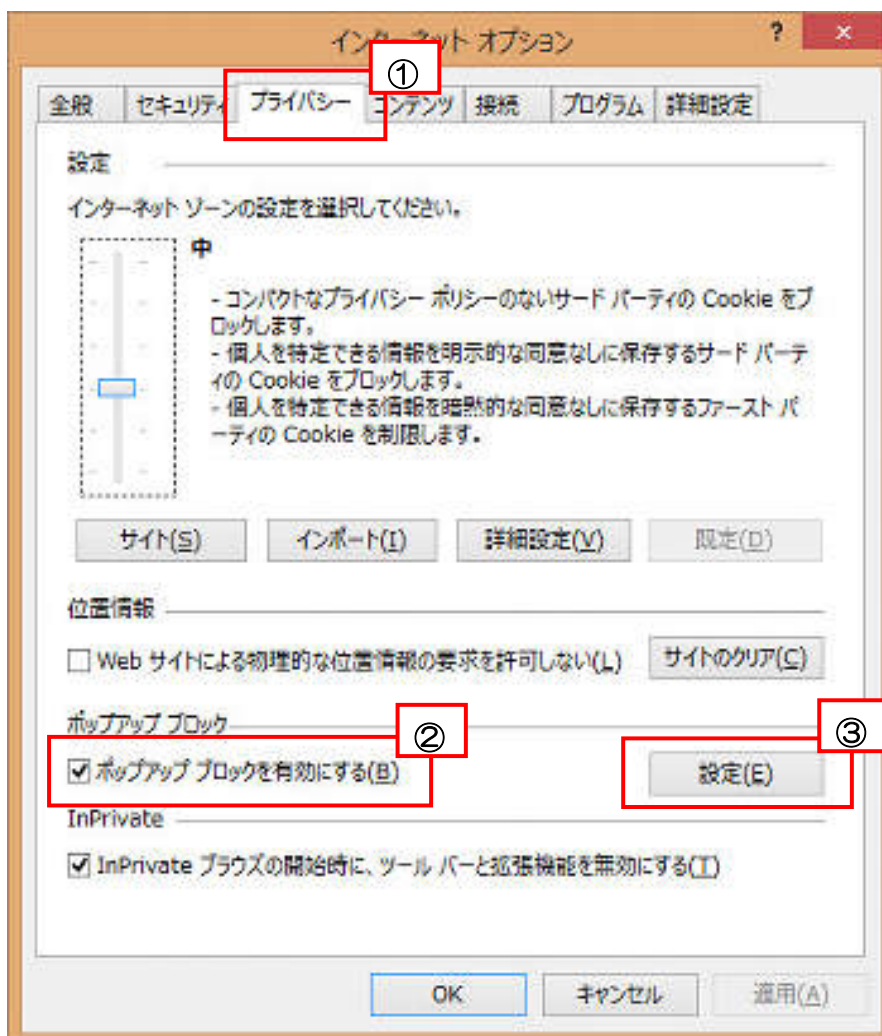 インターネット オプション
?
×
①
全般 セキュリティ プライバシー コンテンツ 接続 プログラム 詳細設定
設定
インターネット ゾーンの設定を選択してください。
中
- コンパクトなプライバシー ポリシーのないサード パーティの Cookie をブ
ロックします。
- 個人を特定できる情報を明示的な同意なしに保存するサード パーテ
ィの Cookie をブロックします。
- 個人を特定できる情報を暗黙的な同意なしに保存するファースト パ
ーティの Cookie を制限します。
サイト(S) インポート(I) 詳細設定(V) 既定(D)
位置情報
Web サイトによる物理的な位置情報の要求を許可しない(L) サイトのクリア(C)
ポップアップ ブロック
②
③
ポップアップ ブロックを有効にする(B) 設定(E)
InPrivate
InPrivate ブラウズの開始時に、ツール バーと拡張機能を無効にする(T)
OK キャンセル 適用(A)